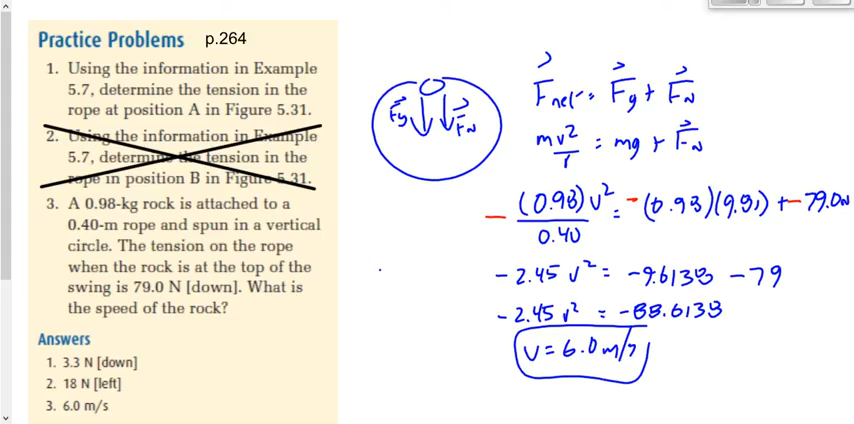 Practice Problems p.264
1. Using the information in Example
5.7, determine the tension in the
rope at position A in Figure 5.31.
2. Using the information in Example
5.7, determine the tension in the
rope in position B in Figure 5.31.
3. A 0.98-kg rock is attached to a
0.40-m rope and spun in a vertical
circle. The tension on the rope
when the rock is at the top of the
swing is 79.0 N [down]. What is
the speed of the rock?
Answers
1. 3.3 N [down]
2. 18 N [left]
3. 6.0 m/s
F⃗g F⃗N
F⃗net = F⃗g + F⃗N
mv²/r = mg + F⃗N
-(0.98)v²/0.40 = -(0.98)(9.81) + -79.0N
-2.45 v² = -9.6138 -79
-2.45 v² = -88.6138
v = 6.0 m/s